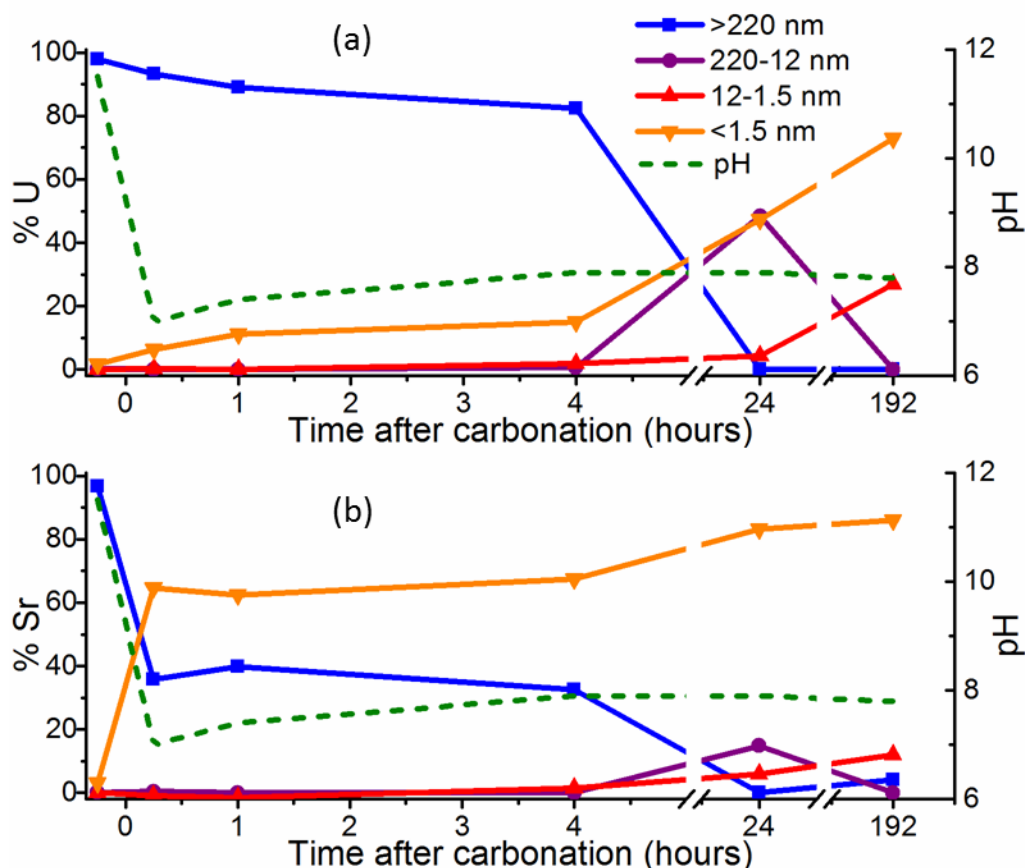 (a)
>220 nm
220-12 nm
12-1.5 nm
<1.5 nm
pH
100
80
60
40
20
0
% U
12
10
8
6
pH
0 1 2 3 4 24 192
Time after carbonation (hours)
(b)
100
80
60
40
20
0
% Sr
12
10
8
6
pH
0 1 2 3 4 24 192
Time after carbonation (hours)